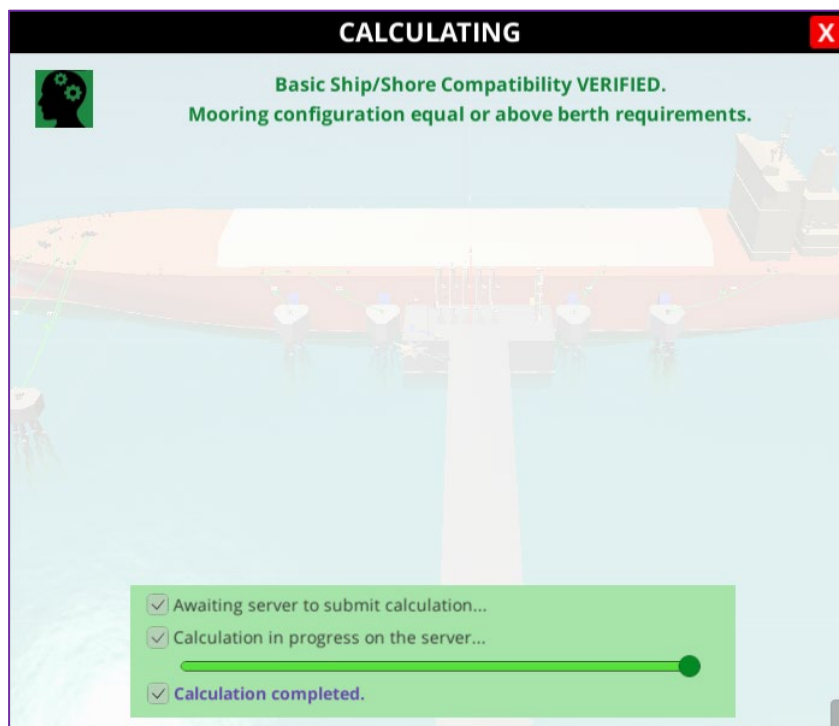 CALCULATING
X
Basic Ship/Shore Compatibility VERIFIED.
Mooring configuration equal or above berth requirements.
Awaiting server to submit calculation...
Calculation in progress on the server...
Calculation completed.